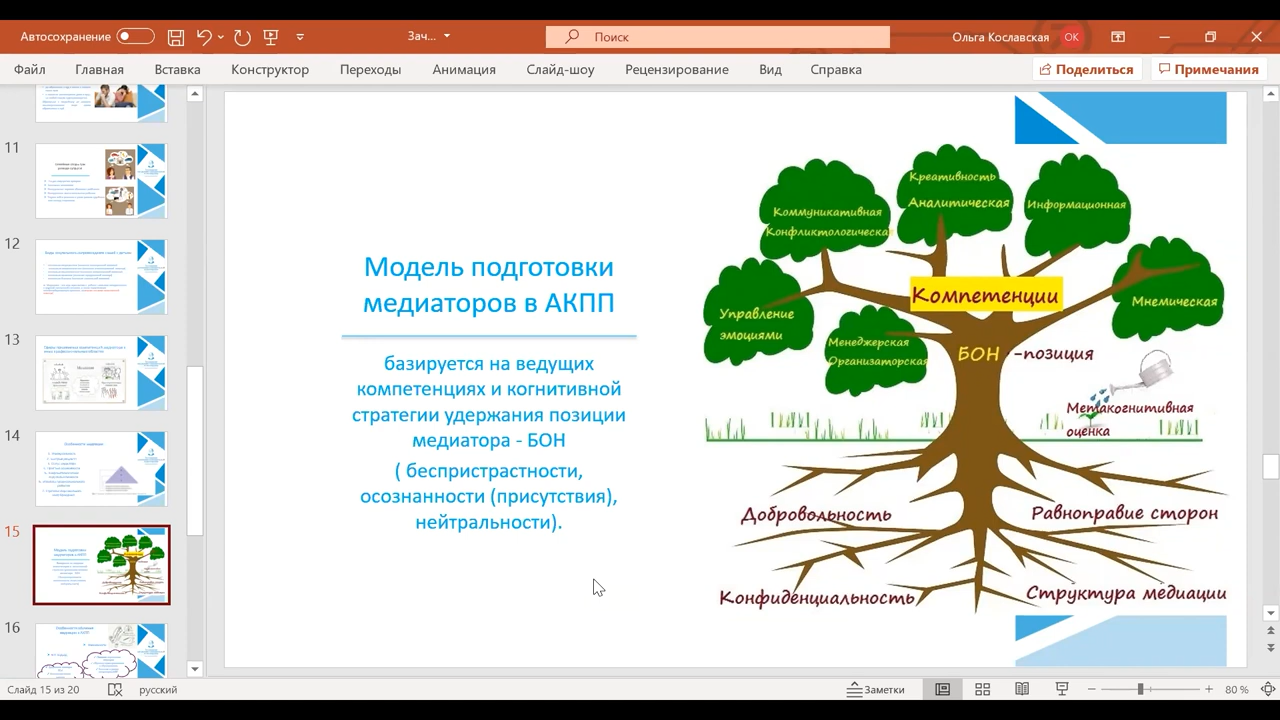 Автосохранение
Зач...
Поиск
Ольга Кославская
ОК
Файл
Главная
Вставка
Конструктор
Переходы
Анимация
Слайд-шоу
Рецензирование
Вид
Справка
Поделиться
Примечания
11
12
13
14
15
16
Модель подготовки
медиаторов в АКПП
базируется на ведущих
компетенциях и когнитивной
стратегии удержания позиции
медиатора - БОН
( беспристрастности,
осознанности (присутствия),
нейтральности).
Креативность
Аналитическая
Коммуникативная
Конфликтологическая
Информационная
Компетенции
Мнемическая
Управление
эмоциями
Менеджерская
Организаторская
БОН -позиция
Метакогнитивная
оценка
Добровольность
Равноправие сторон
Конфиденциальность
Структура медиации
Слайд 15 из 20
русский
Заметки
80 %